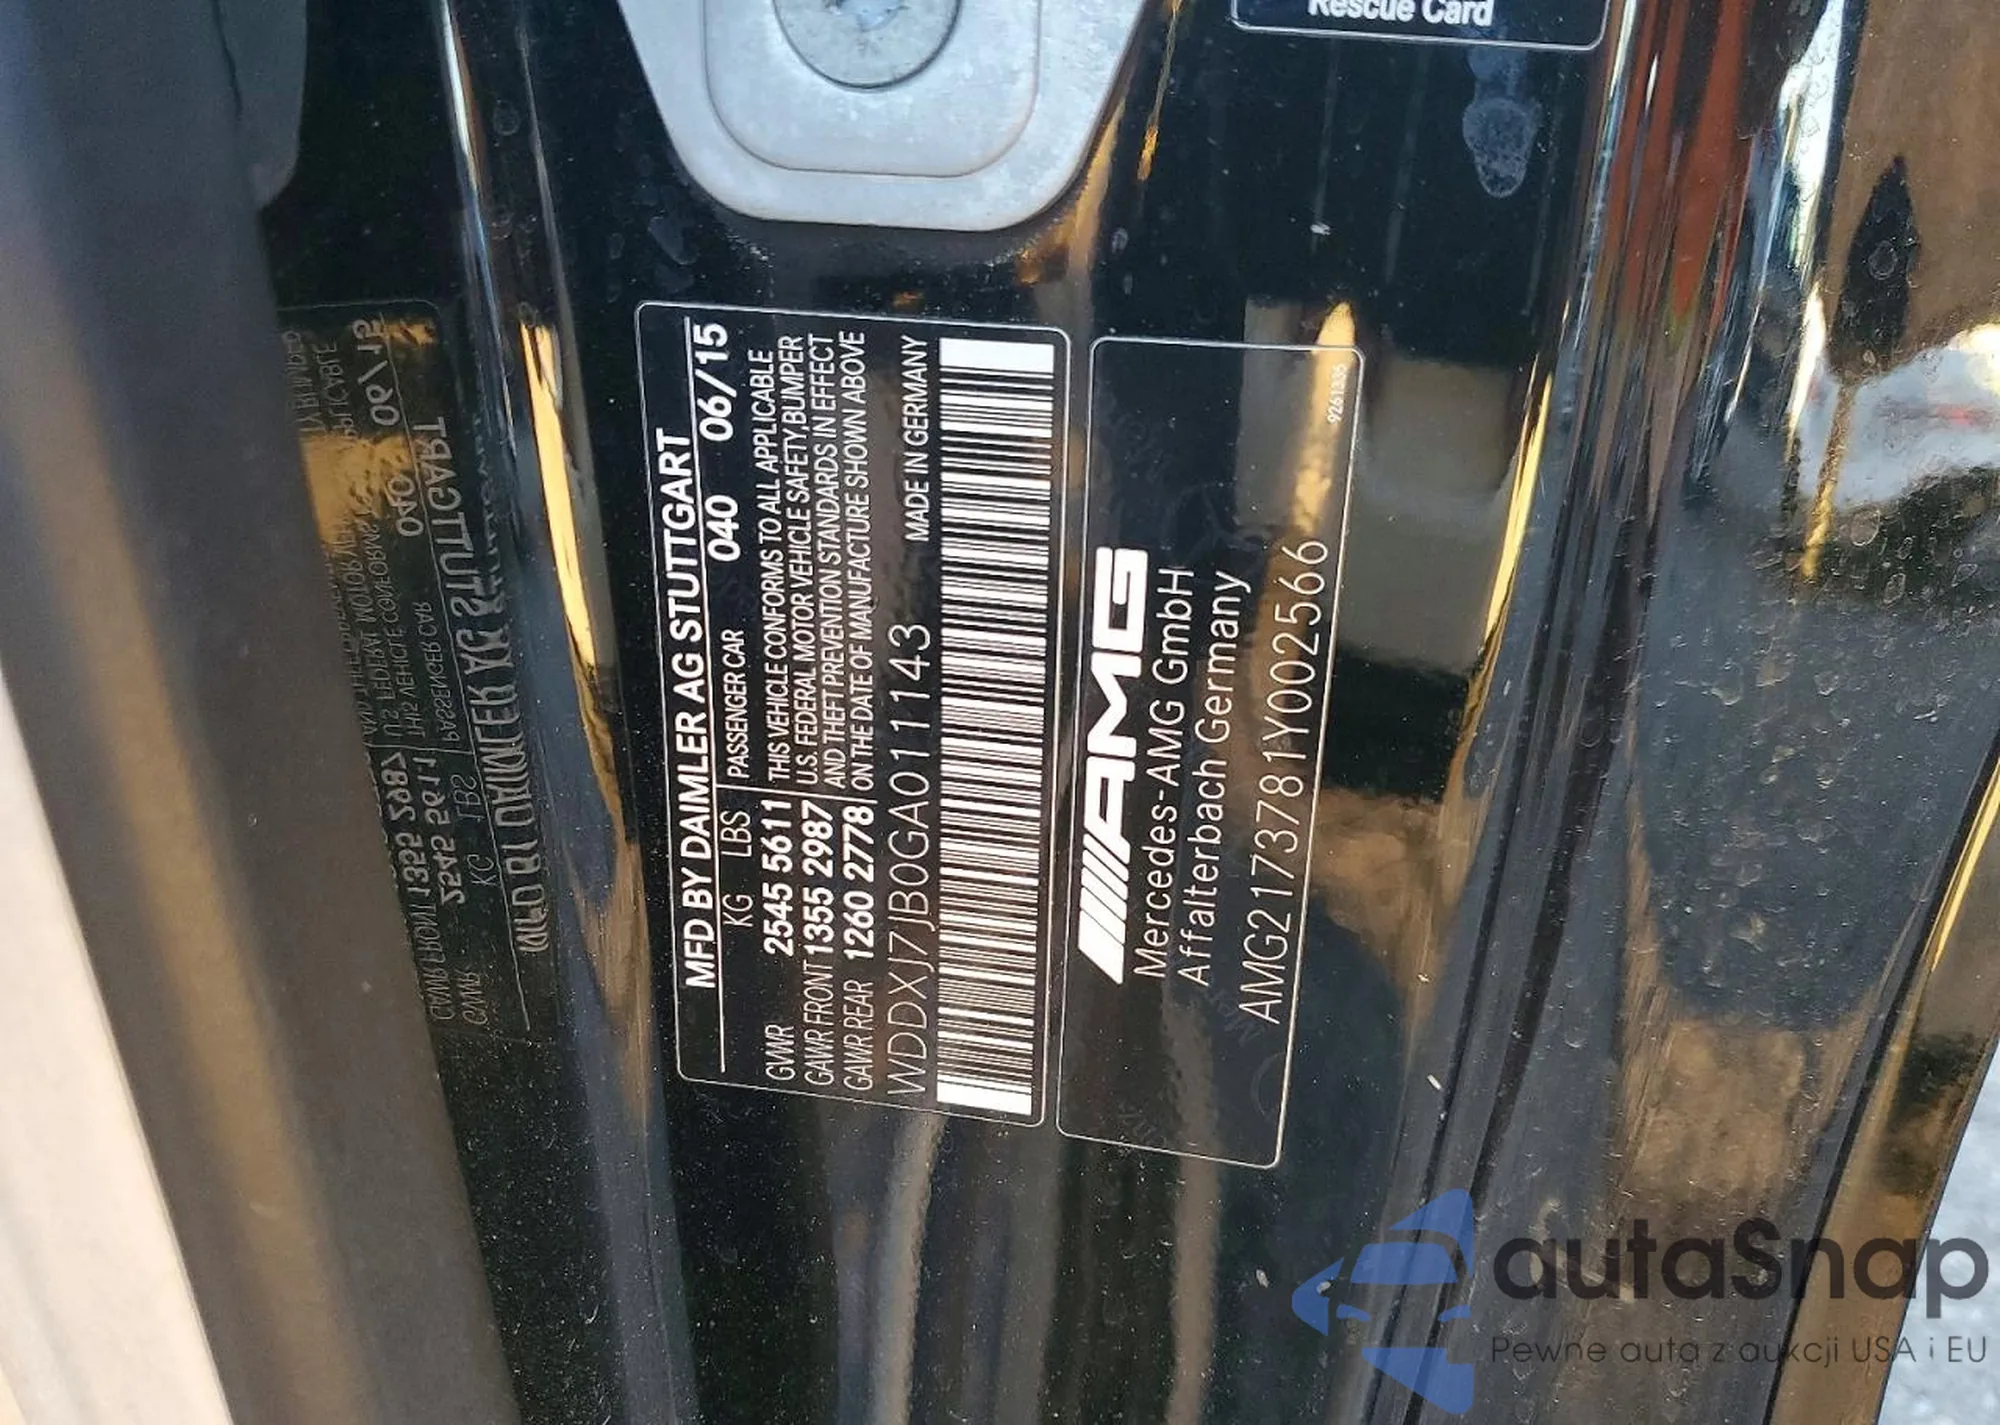 Rescue Card
MFD BY DAIMLER AG STUTTGART
KG LBS PASSENGER CAR 040 06/15
GVWR 2545 5611 THIS VEHICLE CONFORMS TO ALL APPLICABLE
GAWR FRONT 1355 2987 U.S. FEDERAL MOTOR VEHICLE SAFETY,BUMPER
GAWR REAR 1260 2778 AND THEFT PREVENTION STANDARDS IN EFFECT
ON THE DATE OF MANUFACTURE SHOWN ABOVE
WDDXJ7JB0GA011143 MADE IN GERMANY
AMG
Mercedes-AMG GmbH
Affalterbach Germany
AMG2173781Y002566
9261335
autaSnap
Pewne auta z aukcji USA i EU